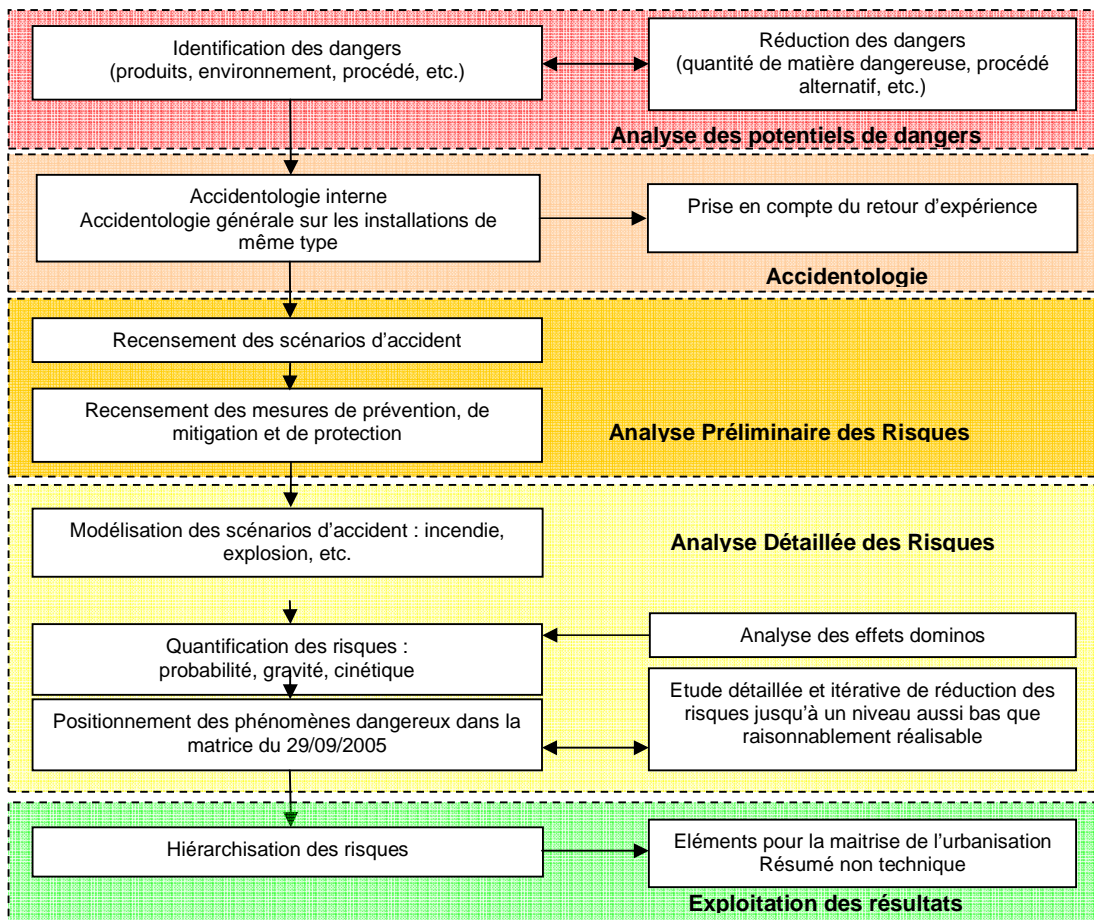 Identification des dangers
(produits, environnement, procédé, etc.)
Réduction des dangers
(quantité de matière dangereuse, procédé
alternatif, etc.)
Analyse des potentiels de dangers
Accidentologie interne
Accidentologie générale sur les installations de
même type
Prise en compte du retour d’expérience
Accidentologie
Recensement des scénarios d’accident
Recensement des mesures de prévention, de
mitigation et de protection
Analyse Préliminaire des Risques
Modélisation des scénarios d’accident : incendie,
explosion, etc.
Analyse Détaillée des Risques
Quantification des risques :
probabilité, gravité, cinétique
Analyse des effets dominos
Positionnement des phénomènes dangereux dans la
matrice du 29/09/2005
Etude détaillée et itérative de réduction des
risques jusqu’à un niveau aussi bas que
raisonnablement réalisable
Hiérarchisation des risques
Eléments pour la maitrise de l’urbanisation
Résumé non technique
Exploitation des résultats